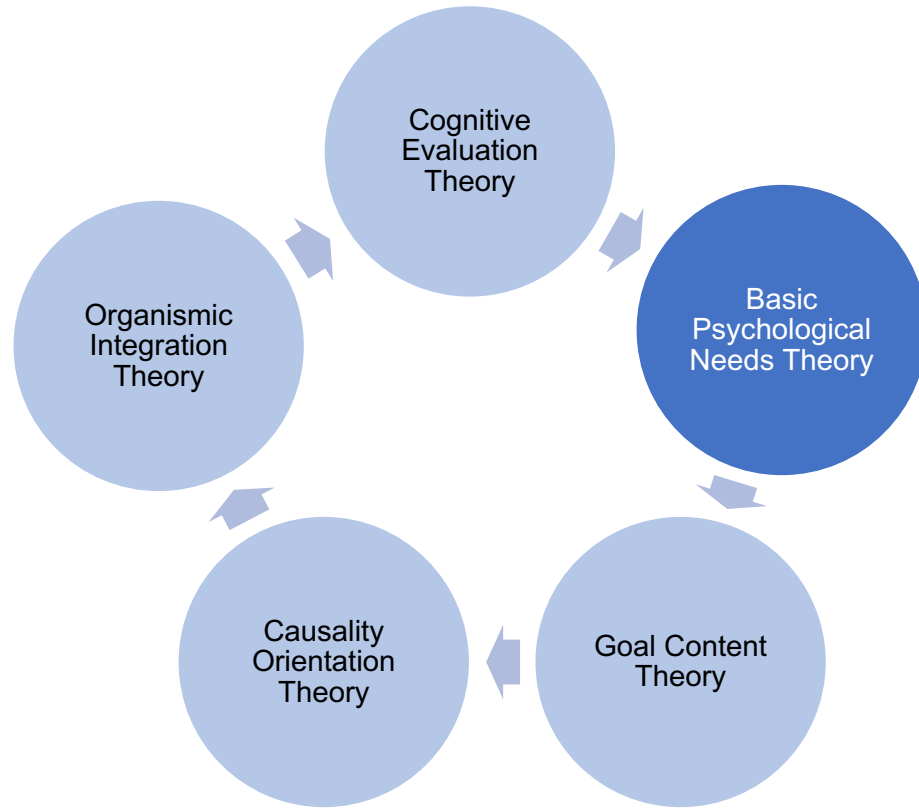 Cognitive
Evaluation
Theory
Basic
Psychological
Needs Theory
Goal Content
Theory
Causality
Orientation
Theory
Organismic
Integration
Theory